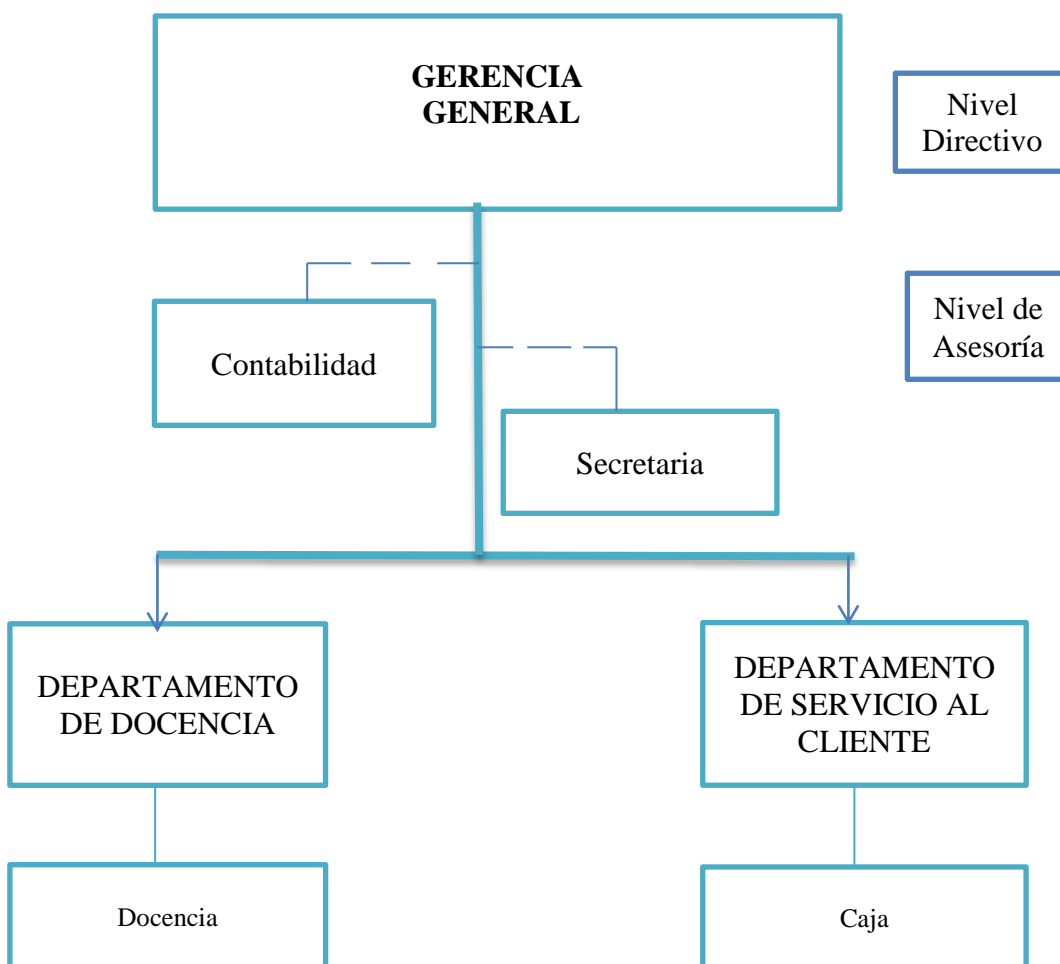 GERENCIA
GENERAL
Nivel
Directivo
Nivel de
Asesoría
Contabilidad
Secretaria
DEPARTAMENTO
DE DOCENCIA
DEPARTAMENTO
DE SERVICIO AL
CLIENTE
Docencia
Caja